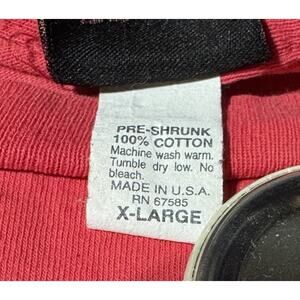 PRE-SHRUNK
100% COTTON
Machine wash warm.
Tumble dry low. No
bleach.
MADE IN U.S.A.
RN 67585
X-LARGE